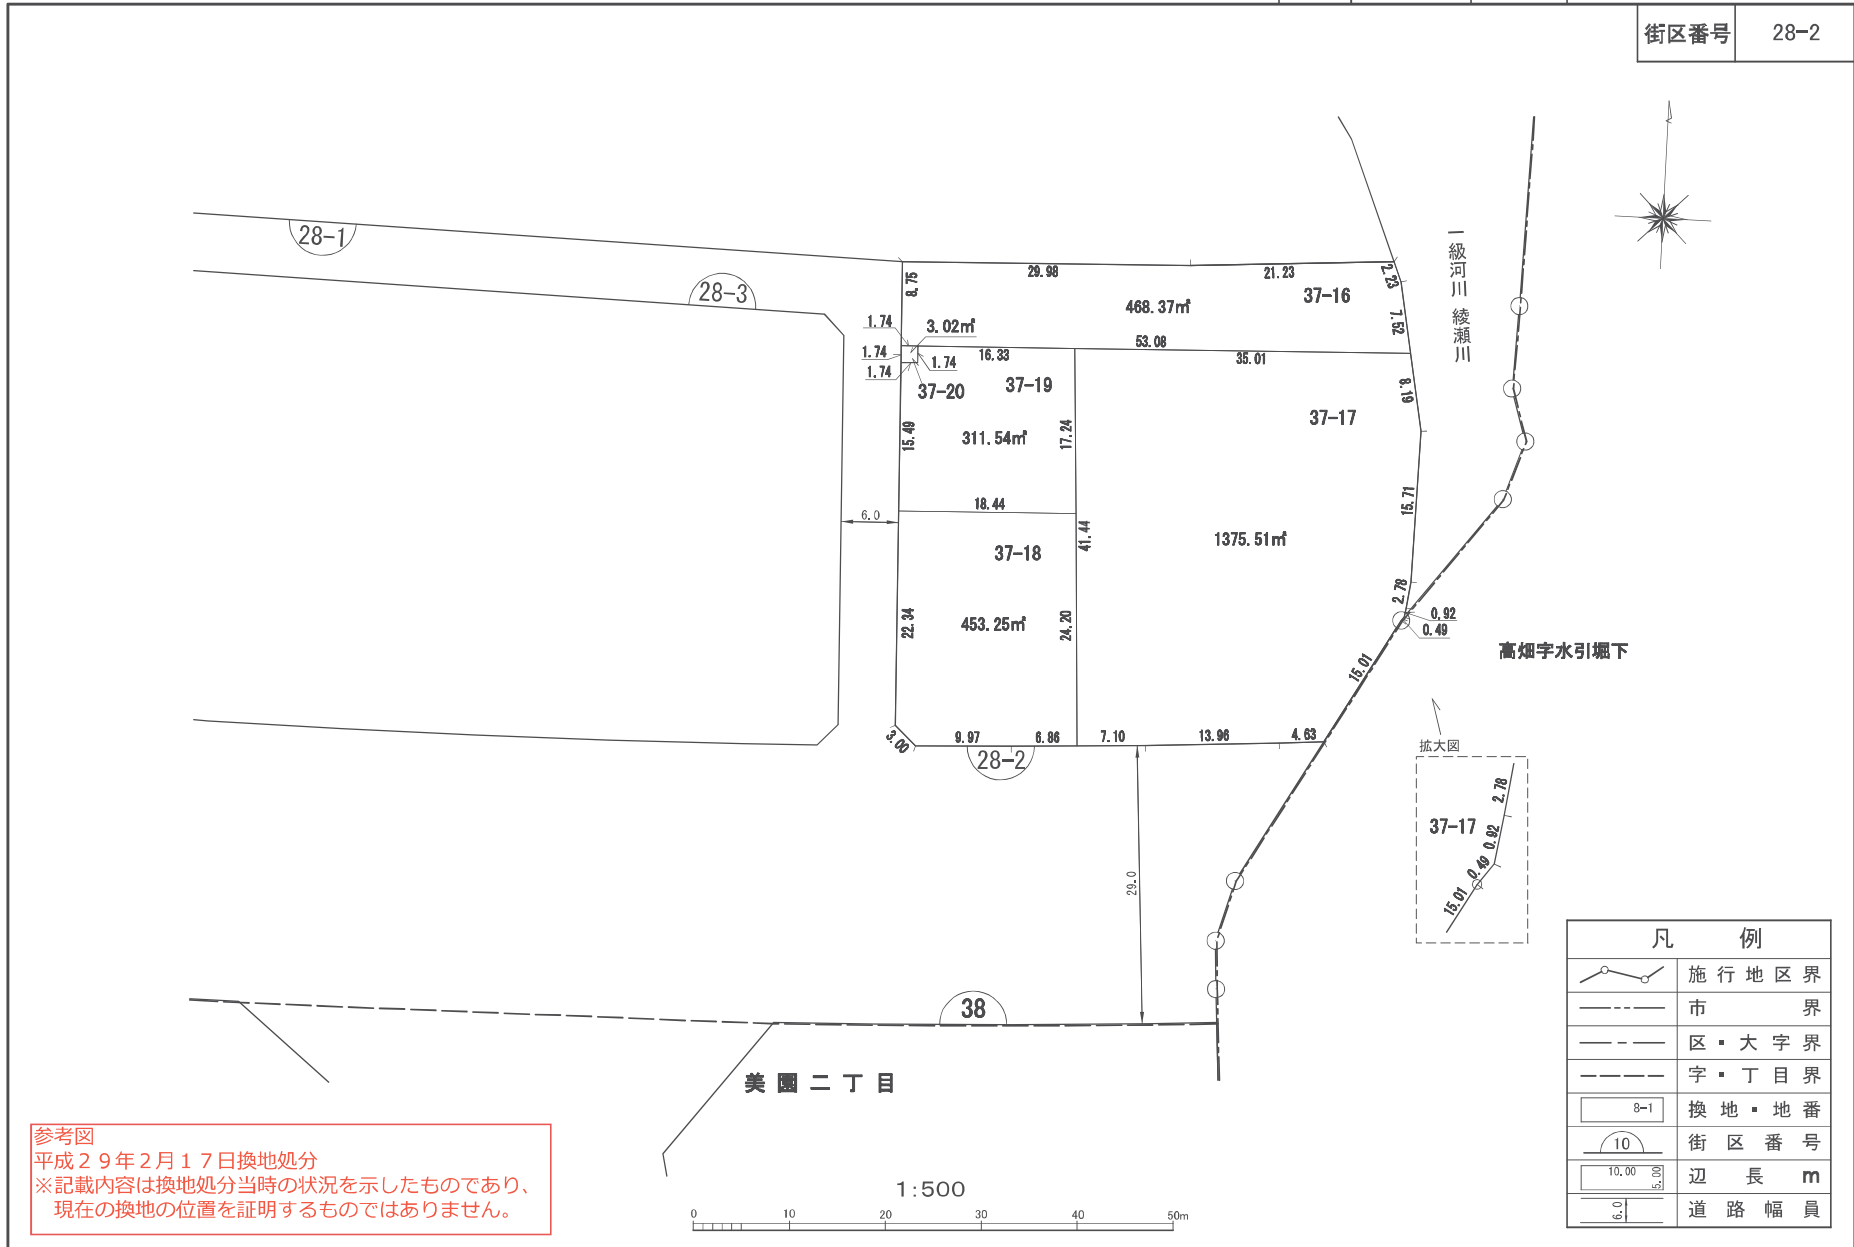 街区番号 28-2
28-1
28-3
29.98
21.23
8.75
2.23
37-16
468.37㎡
7.52
一級河川 綾瀬川
1.74
3.02㎡
53.08
1.74
16.33
1.74
35.01
1.74
37-20
37-19
8.19
37-17
15.49
311.54㎡
17.24
18.44
15.71
6.0
41.44
1375.51㎡
37-18
2.78
22.34
453.25㎡
24.20
0.92
0.49
高畑字水引堀下
15.01
3.00
9.97
6.86
7.10
13.96
4.63
28-2
拡大図
37-17
2.78
0.92
0.49
15.01
29.0
38
美園二丁目
凡例
施行地区界
市界
区・大字界
字・丁目界
8-1 換地・地番
10 街区番号
10.00 5.00 辺長 m
6.0 道路幅員
参考図
平成29年2月17日換地処分
※記載内容は換地処分当時の状況を示したものであり、
現在の換地の位置を証明するものではありません。
1:500
0 10 20 30 40 50m